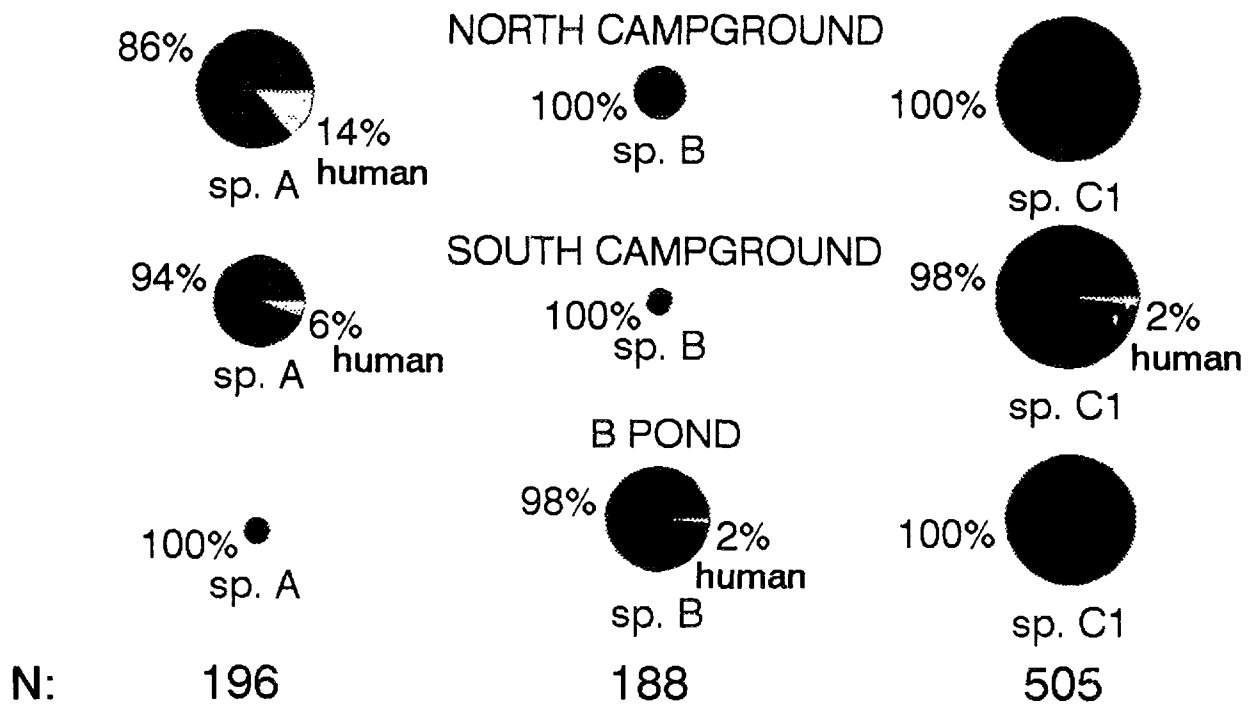 NORTH CAMPGROUND
86%
14%
human
sp. A
100%
sp. B
100%
sp. C1
SOUTH CAMPGROUND
94%
6%
human
sp. A
100%
sp. B
98%
2%
human
sp. C1
B POND
100%
sp. A
98%
2%
human
sp. B
100%
sp. C1
N: 196 188 505